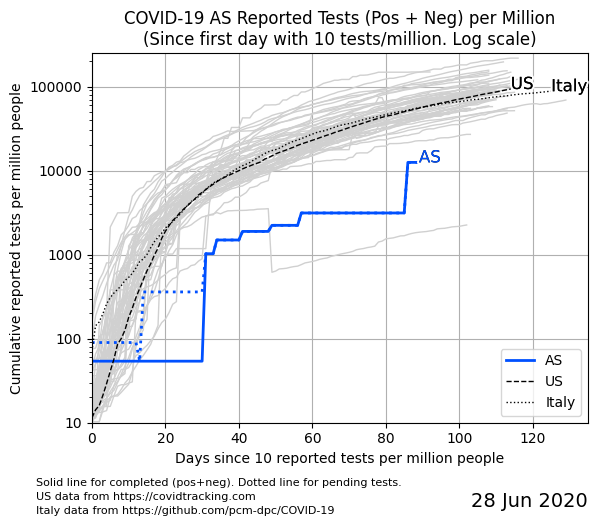 COVID-19 AS Reported Tests (Pos + Neg) per Million
(Since first day with 10 tests/million. Log scale)
Cumulative reported tests per million people
100000
10000
1000
100
10
US
Italy
AS
AS
US
Italy
0
20
40
60
80
100
120
Days since 10 reported tests per million people
Solid line for completed (pos+neg). Dotted line for pending tests.
US data from https://covidtracking.com
Italy data from https://github.com/pcm-dpc/COVID-19
28 Jun 2020